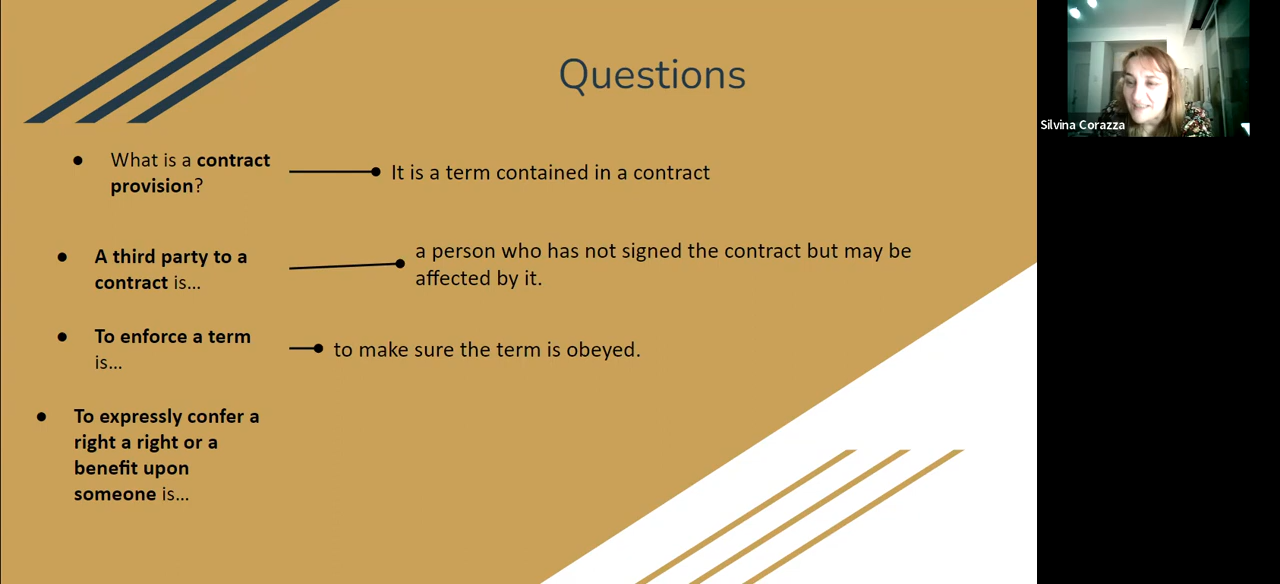 Questions
What is a contract
provision?
It is a term contained in a contract
A third party to a
contract is...
a person who has not signed the contract but may be
affected by it.
To enforce a term
is...
to make sure the term is obeyed.
To expressly confer a
right a right or a
benefit upon
someone is...
Silvina Corazza